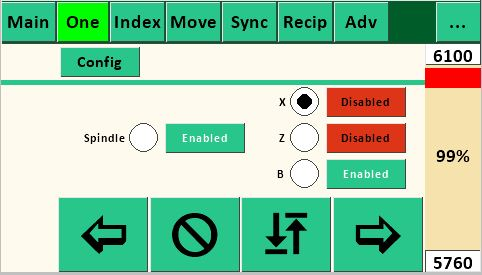 Main One Index Move Sync Recip Adv ...
Config
6100
X Disabled
Spindle Enabled
Z Disabled
99%
B Enabled
5760